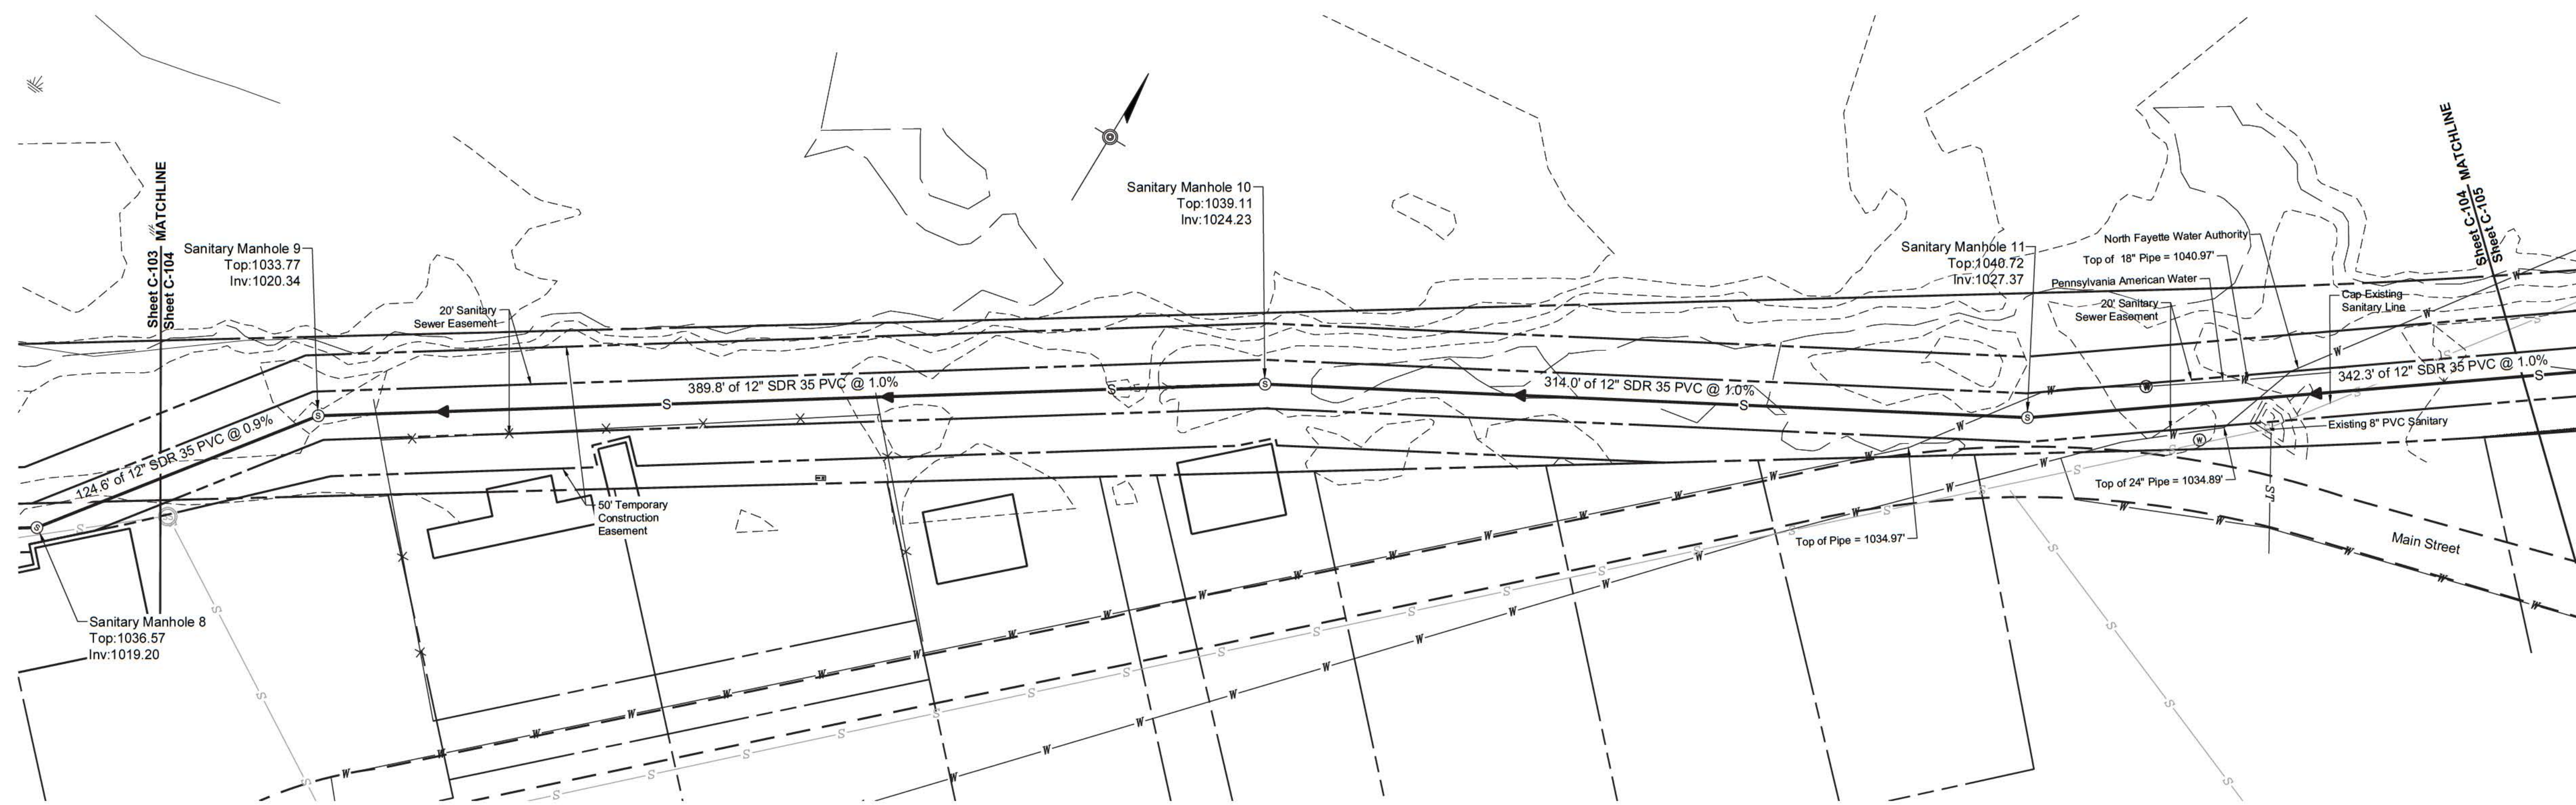 Sheet C-103
MATCHLINE
Sheet C-104
Sanitary Manhole 9
Top:1033.77
Inv:1020.34
20' Sanitary
Sewer Easement
124.6' of 12" SDR 35 PVC @ 0.9%
Sanitary Manhole 8
Top:1036.57
Inv:1019.20
389.8' of 12" SDR 35 PVC @ 1.0%
50' Temporary
Construction
Easement
Sanitary Manhole 10
Top:1039.11
Inv:1024.23
314.0' of 12" SDR 35 PVC @ 1.0%
Sanitary Manhole 11
Top:1040.72
Inv:1027.37
North Fayette Water Authority
Top of 18" Pipe = 1040.97'
Pennsylvania American Water
20' Sanitary
Sewer Easement
Cap Existing
Sanitary Line
342.3' of 12" SDR 35 PVC @ 1.0%
Existing 8" PVC Sanitary
Top of 24" Pipe = 1034.89'
Top of Pipe = 1034.97'
ST
Main Street
Sheet C-104
MATCHLINE
Sheet C-105